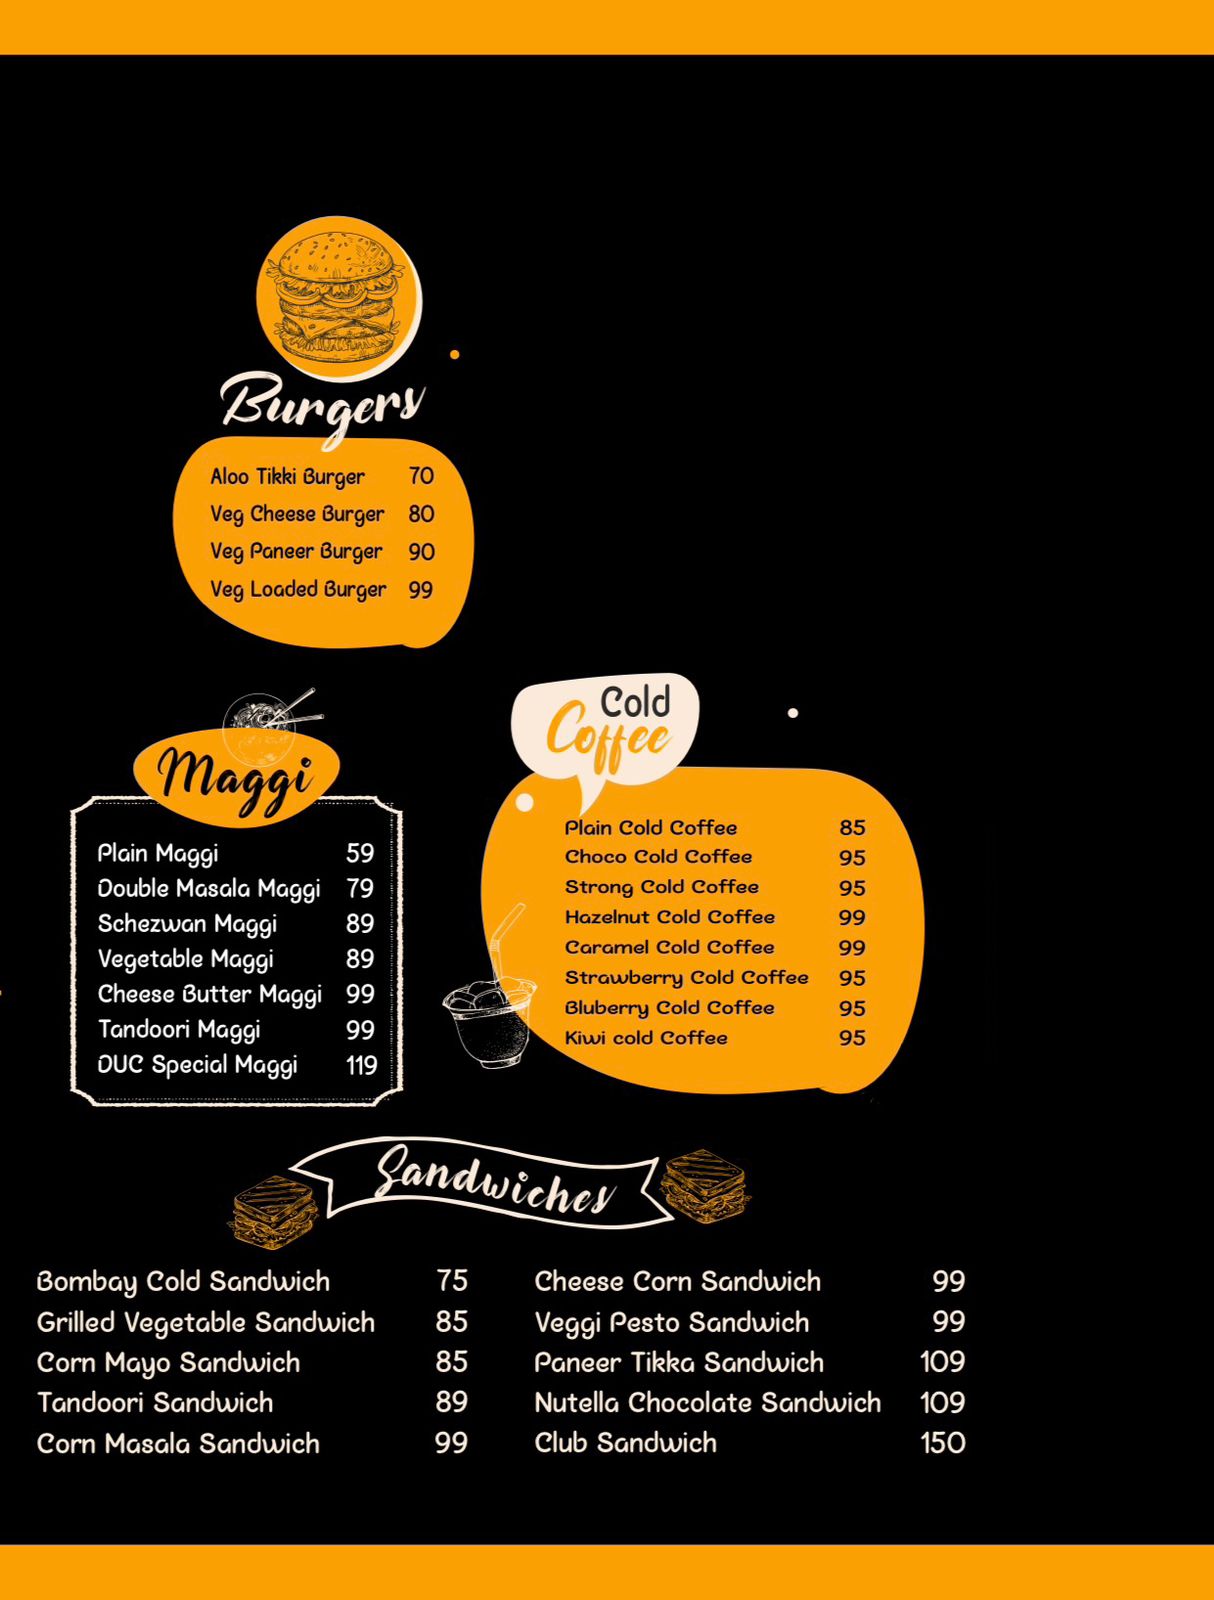 Burgers
Aloo Tikki Burger 70
Veg Cheese Burger 80
Veg Paneer Burger 90
Veg Loaded Burger 99
Maggi
Plain Maggi 59
Double Masala Maggi 79
Schezwan Maggi 89
Vegetable Maggi 89
Cheese Butter Maggi 99
Tandoori Maggi 99
DUC Special Maggi 119
Cold
Coffee
Plain Cold Coffee 85
Choco Cold Coffee 95
Strong Cold Coffee 95
Hazelnut Cold Coffee 99
Caramel Cold Coffee 99
Strawberry Cold Coffee 95
Bluberry Cold Coffee 95
Kiwi cold Coffee 95
Sandwiches
Bombay Cold Sandwich 75
Grilled Vegetable Sandwich 85
Corn Mayo Sandwich 85
Tandoori Sandwich 89
Corn Masala Sandwich 99
Cheese Corn Sandwich 99
Veggi Pesto Sandwich 99
Paneer Tikka Sandwich 109
Nutella Chocolate Sandwich 109
Club Sandwich 150